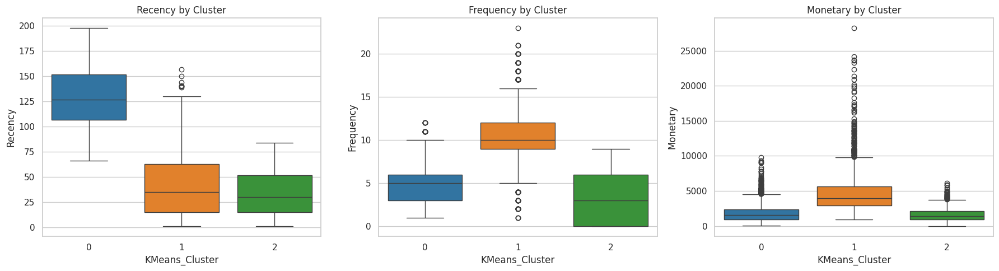 Recency by Cluster
Recency
200
175
150
125
100
75
50
25
0
0 1 2
KMeans_Cluster
Frequency by Cluster
Frequency
20
15
10
5
0
0 1 2
KMeans_Cluster
Monetary by Cluster
Monetary
25000
20000
15000
10000
5000
0
0 1 2
KMeans_Cluster